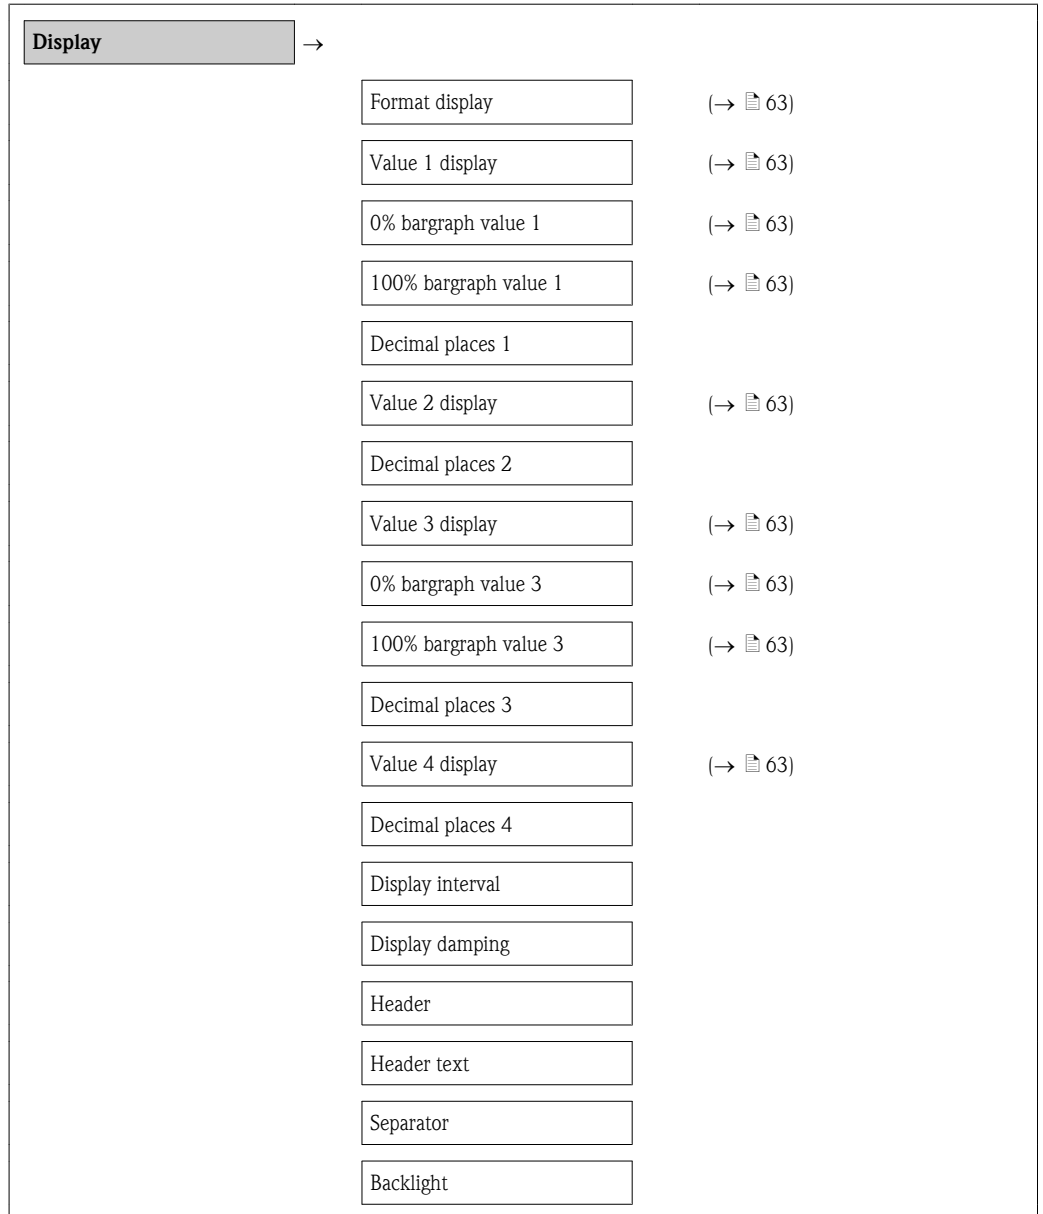 Display →
Format display (→ 🖹 63)
Value 1 display (→ 🖹 63)
0% bargraph value 1 (→ 🖹 63)
100% bargraph value 1 (→ 🖹 63)
Decimal places 1
Value 2 display (→ 🖹 63)
Decimal places 2
Value 3 display (→ 🖹 63)
0% bargraph value 3 (→ 🖹 63)
100% bargraph value 3 (→ 🖹 63)
Decimal places 3
Value 4 display (→ 🖹 63)
Decimal places 4
Display interval
Display damping
Header
Header text
Separator
Backlight